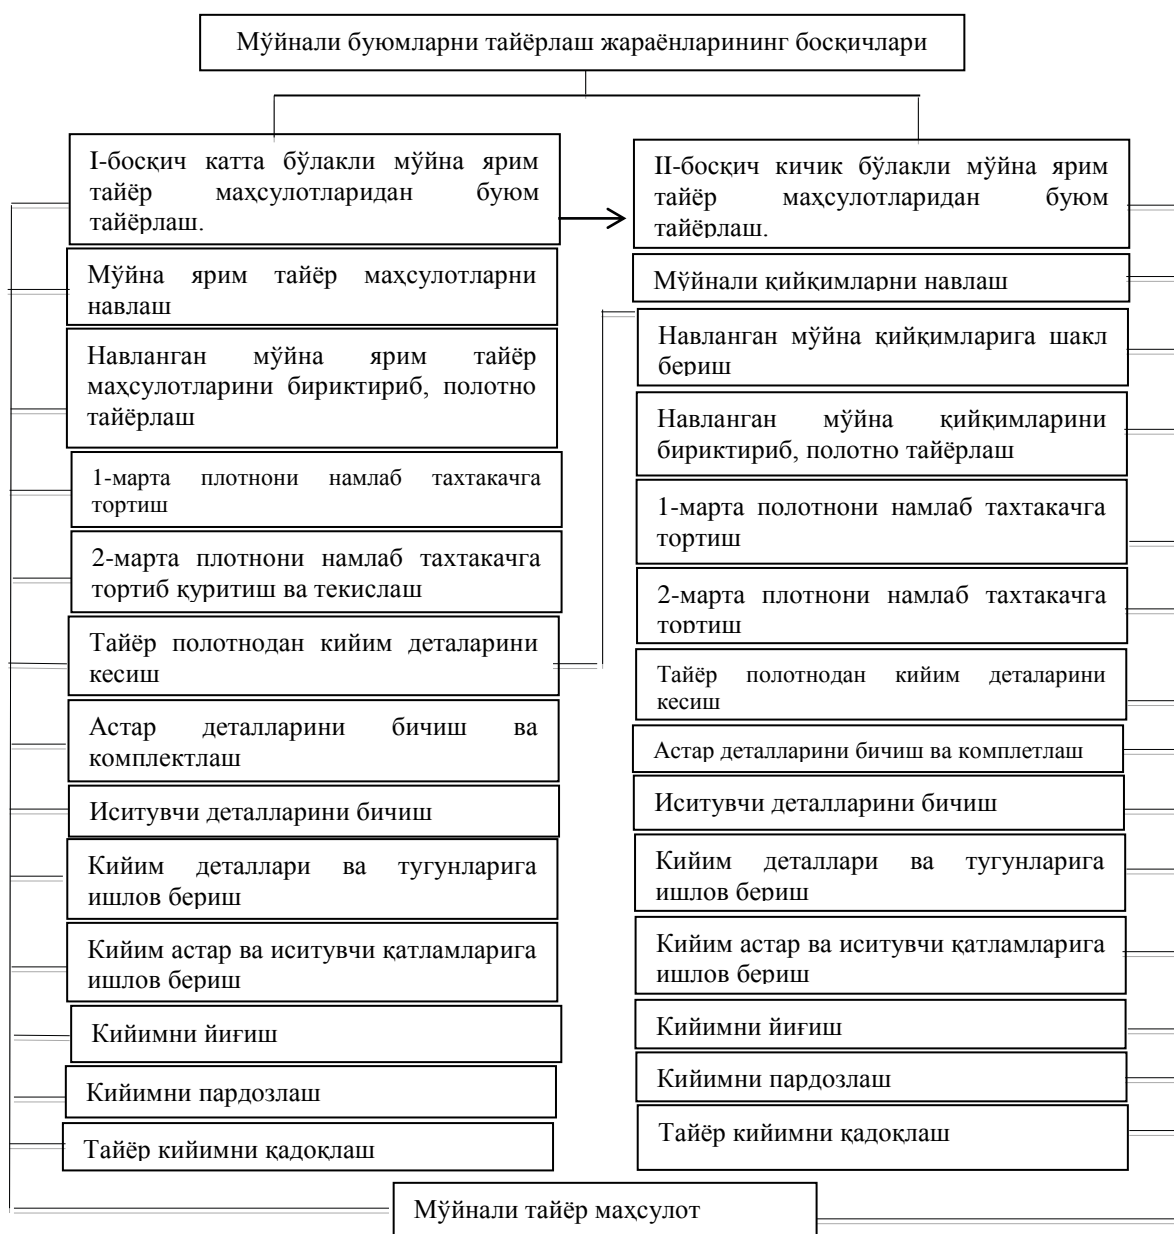 Мўйнали буюмларни тайёрлаш жараёнларининг босқичлари
I-босқич катта бўлакли мўйна ярим
тайёр маҳсулотларидан буюм
тайёрлаш.
Мўйна ярим тайёр маҳсулотларни
навлаш
Навланган мўйна ярим тайёр
маҳсулотларини бириктириб, полотно
тайёрлаш
1-марта плотнони намлаб тахтакачга
тортиш
2-марта плотнони намлаб тахтакачга
тортиб қуритиш ва текислаш
Тайёр полотнодан кийим деталарини
кесиш
Астар деталларини бичиш ва
комплектлаш
Иситувчи деталларини бичиш
Кийим деталлари ва тугунларига
ишлов бериш
Кийим астар ва иситувчи қатламларига
ишлов бериш
Кийимни йиғиш
Кийимни пардозлаш
Тайёр кийимни қадоқлаш
II-босқич кичик бўлакли мўйна ярим
тайёр маҳсулотларидан буюм
тайёрлаш.
Мўйнали қийқимларни навлаш
Навланган мўйна қийқимларига шакл
бериш
Навланган мўйна қийқимларини
бириктириб, полотно тайёрлаш
1-марта полотнони намлаб тахтакачга
тортиш
2-марта плотнони намлаб тахтакачга
тортиш
Тайёр полотнодан кийим деталарини
кесиш
Астар деталларини бичиш ва комплетлаш
Иситувчи деталларини бичиш
Кийим деталлари ва тугунларига
ишлов бериш
Кийим астар ва иситувчи қатламларига
ишлов бериш
Кийимни йиғиш
Кийимни пардозлаш
Тайёр кийимни қадоқлаш
Мўйнали тайёр маҳсулот